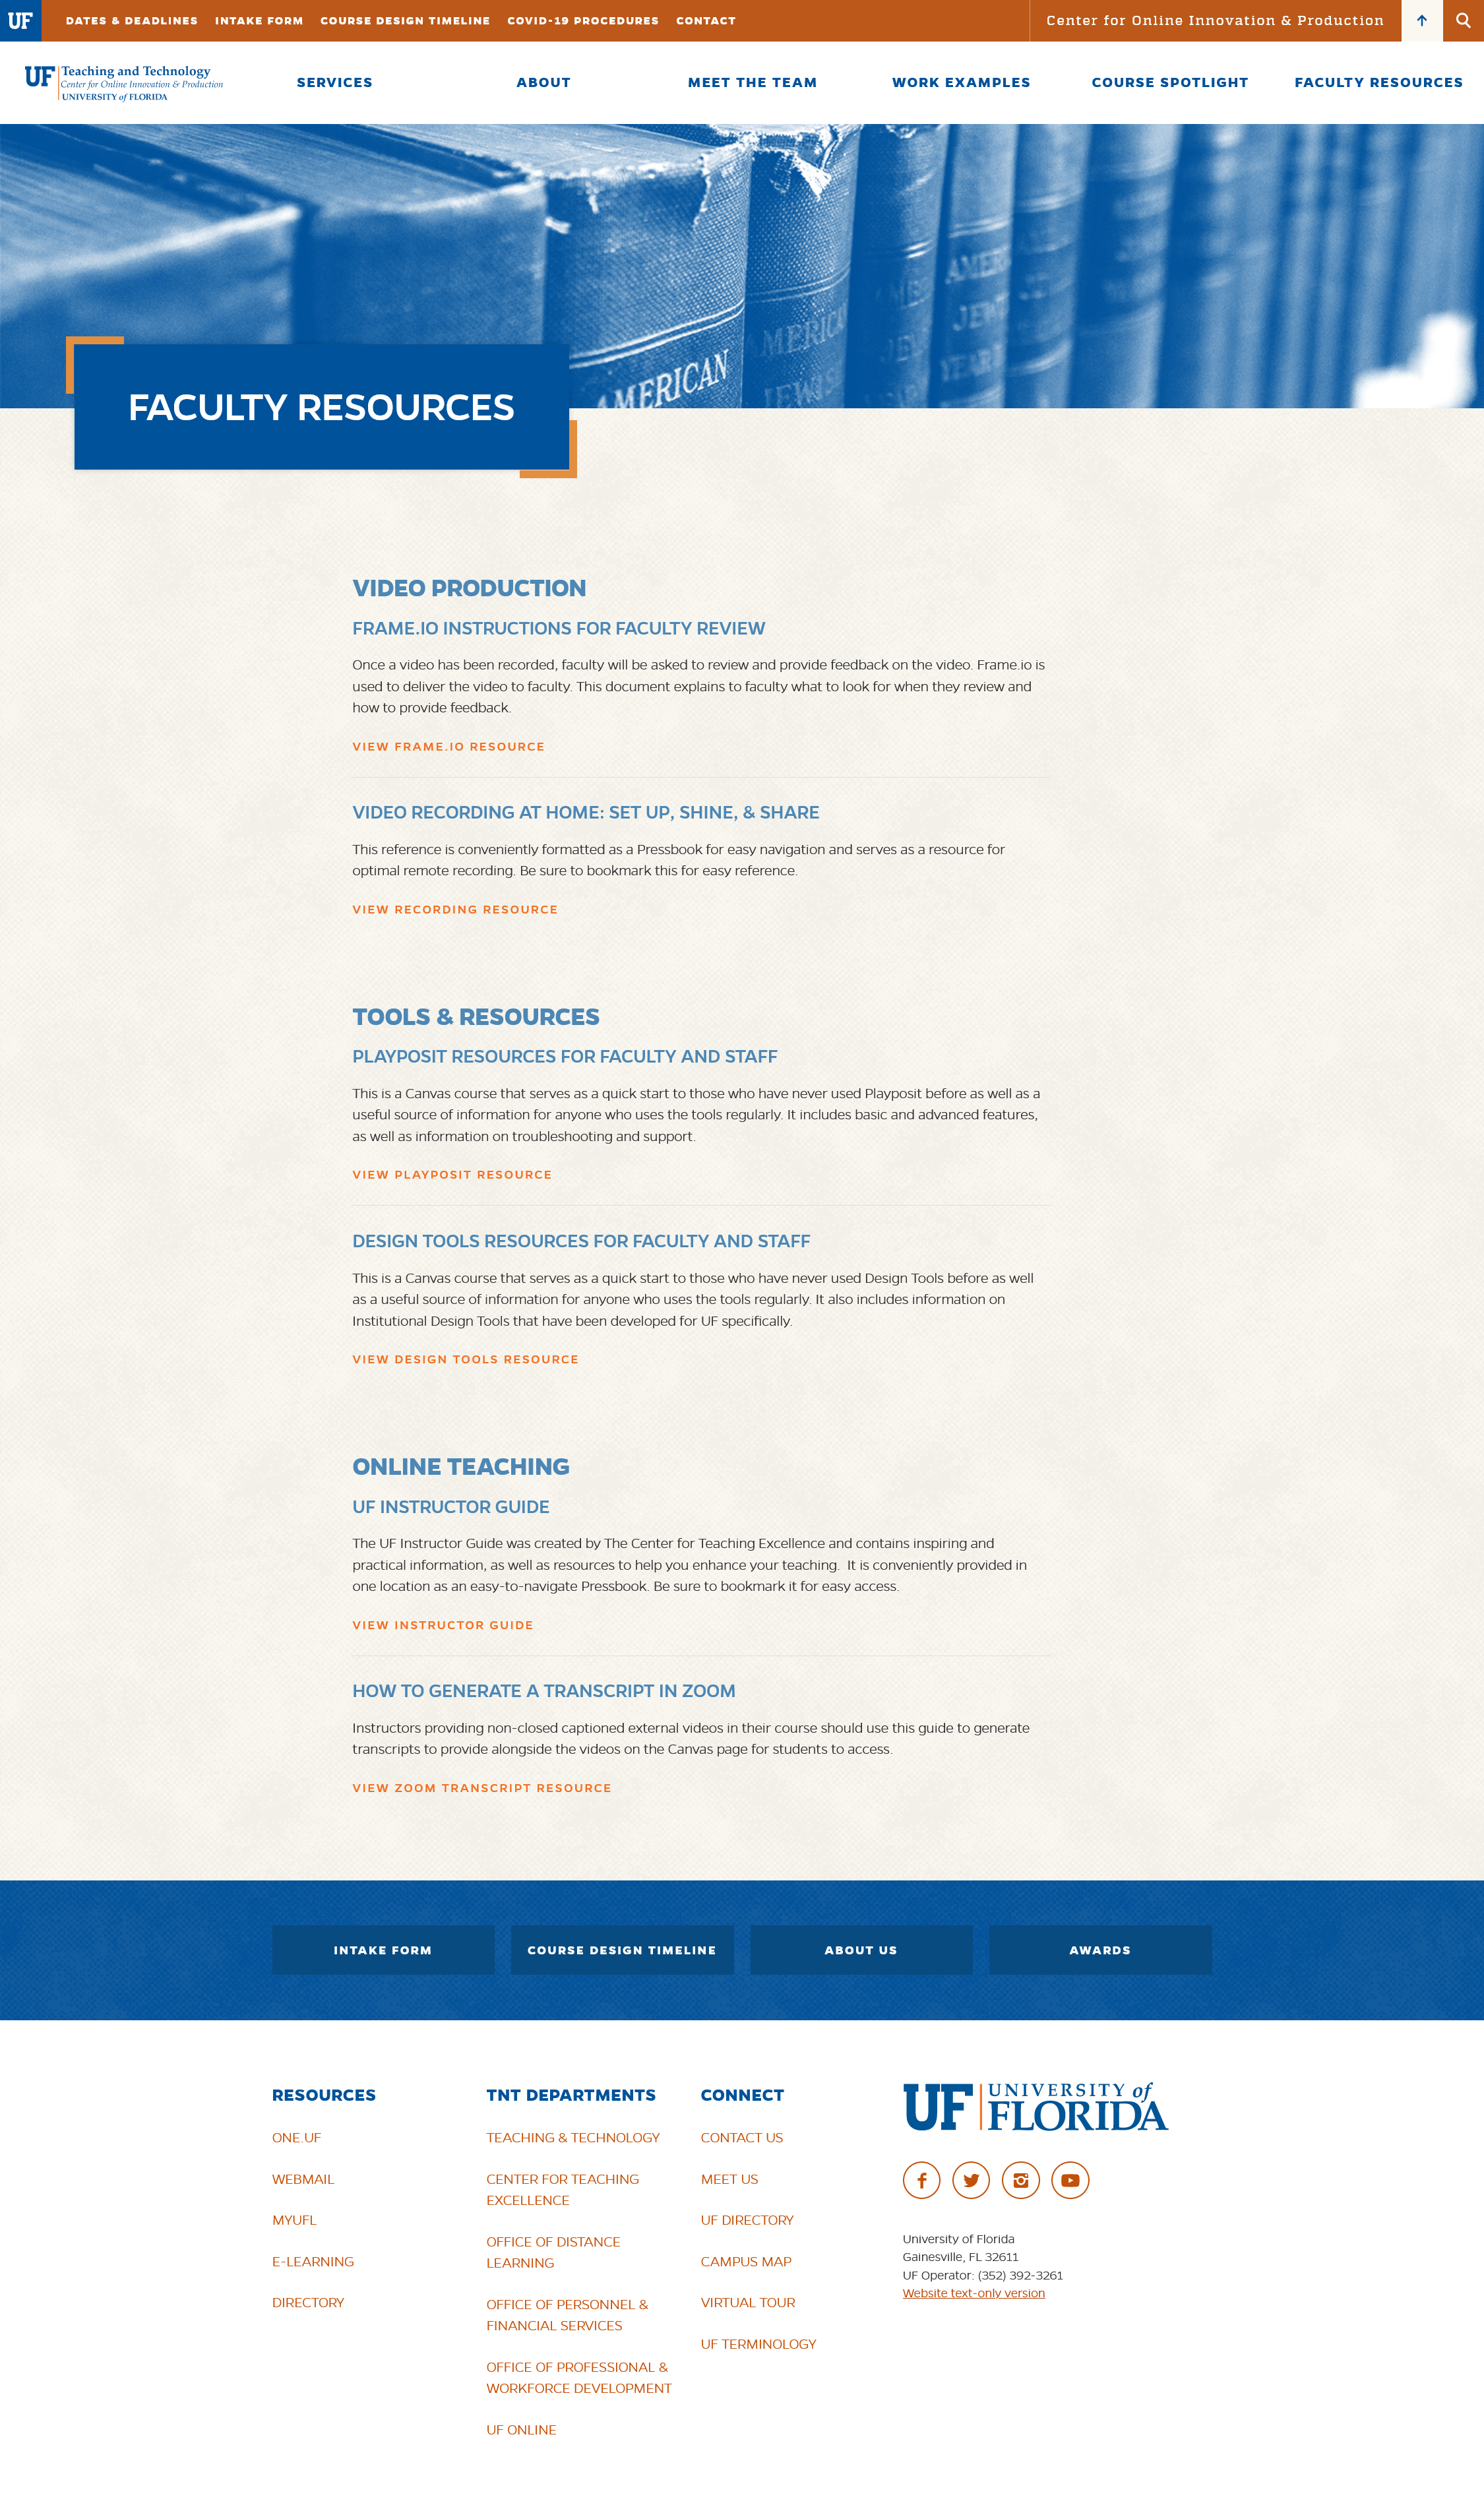 UF
DATES & DEADLINES
INTAKE FORM
COURSE DESIGN TIMELINE
COVID-19 PROCEDURES
CONTACT
Center for Online Innovation & Production
UF Teaching and Technology
Center for Online Innovation & Production
UNIVERSITY of FLORIDA
SERVICES
ABOUT
MEET THE TEAM
WORK EXAMPLES
COURSE SPOTLIGHT
FACULTY RESOURCES
AMERICAN
AMERICAN
JEWISH
AMERI
JEW
YEAR
FACULTY RESOURCES
VIDEO PRODUCTION
FRAME.IO INSTRUCTIONS FOR FACULTY REVIEW
Once a video has been recorded, faculty will be asked to review and provide feedback on the video. Frame.io is
used to deliver the video to faculty. This document explains to faculty what to look for when they review and
how to provide feedback.
VIEW FRAME.IO RESOURCE
VIDEO RECORDING AT HOME: SET UP, SHINE, & SHARE
This reference is conveniently formatted as a Pressbook for easy navigation and serves as a resource for
optimal remote recording. Be sure to bookmark this for easy reference.
VIEW RECORDING RESOURCE
TOOLS & RESOURCES
PLAYPOSIT RESOURCES FOR FACULTY AND STAFF
This is a Canvas course that serves as a quick start to those who have never used Playposit before as well as a
useful source of information for anyone who uses the tools regularly. It includes basic and advanced features,
as well as information on troubleshooting and support.
VIEW PLAYPOSIT RESOURCE
DESIGN TOOLS RESOURCES FOR FACULTY AND STAFF
This is a Canvas course that serves as a quick start to those who have never used Design Tools before as well
as a useful source of information for anyone who uses the tools regularly. It also includes information on
Institutional Design Tools that have been developed for UF specifically.
VIEW DESIGN TOOLS RESOURCE
ONLINE TEACHING
UF INSTRUCTOR GUIDE
The UF Instructor Guide was created by The Center for Teaching Excellence and contains inspiring and
practical information, as well as resources to help you enhance your teaching.  It is conveniently provided in
one location as an easy-to-navigate Pressbook. Be sure to bookmark it for easy access.
VIEW INSTRUCTOR GUIDE
HOW TO GENERATE A TRANSCRIPT IN ZOOM
Instructors providing non-closed captioned external videos in their course should use this guide to generate
transcripts to provide alongside the videos on the Canvas page for students to access.
VIEW ZOOM TRANSCRIPT RESOURCE
INTAKE FORM
COURSE DESIGN TIMELINE
ABOUT US
AWARDS
RESOURCES
ONE.UF
WEBMAIL
MYUFL
E-LEARNING
DIRECTORY
TNT DEPARTMENTS
TEACHING & TECHNOLOGY
CENTER FOR TEACHING
EXCELLENCE
OFFICE OF DISTANCE
LEARNING
OFFICE OF PERSONNEL &
FINANCIAL SERVICES
OFFICE OF PROFESSIONAL &
WORKFORCE DEVELOPMENT
UF ONLINE
CONNECT
CONTACT US
MEET US
UF DIRECTORY
CAMPUS MAP
VIRTUAL TOUR
UF TERMINOLOGY
UF UNIVERSITY of
FLORIDA
University of Florida
Gainesville, FL 32611
UF Operator: (352) 392-3261
Website text-only version